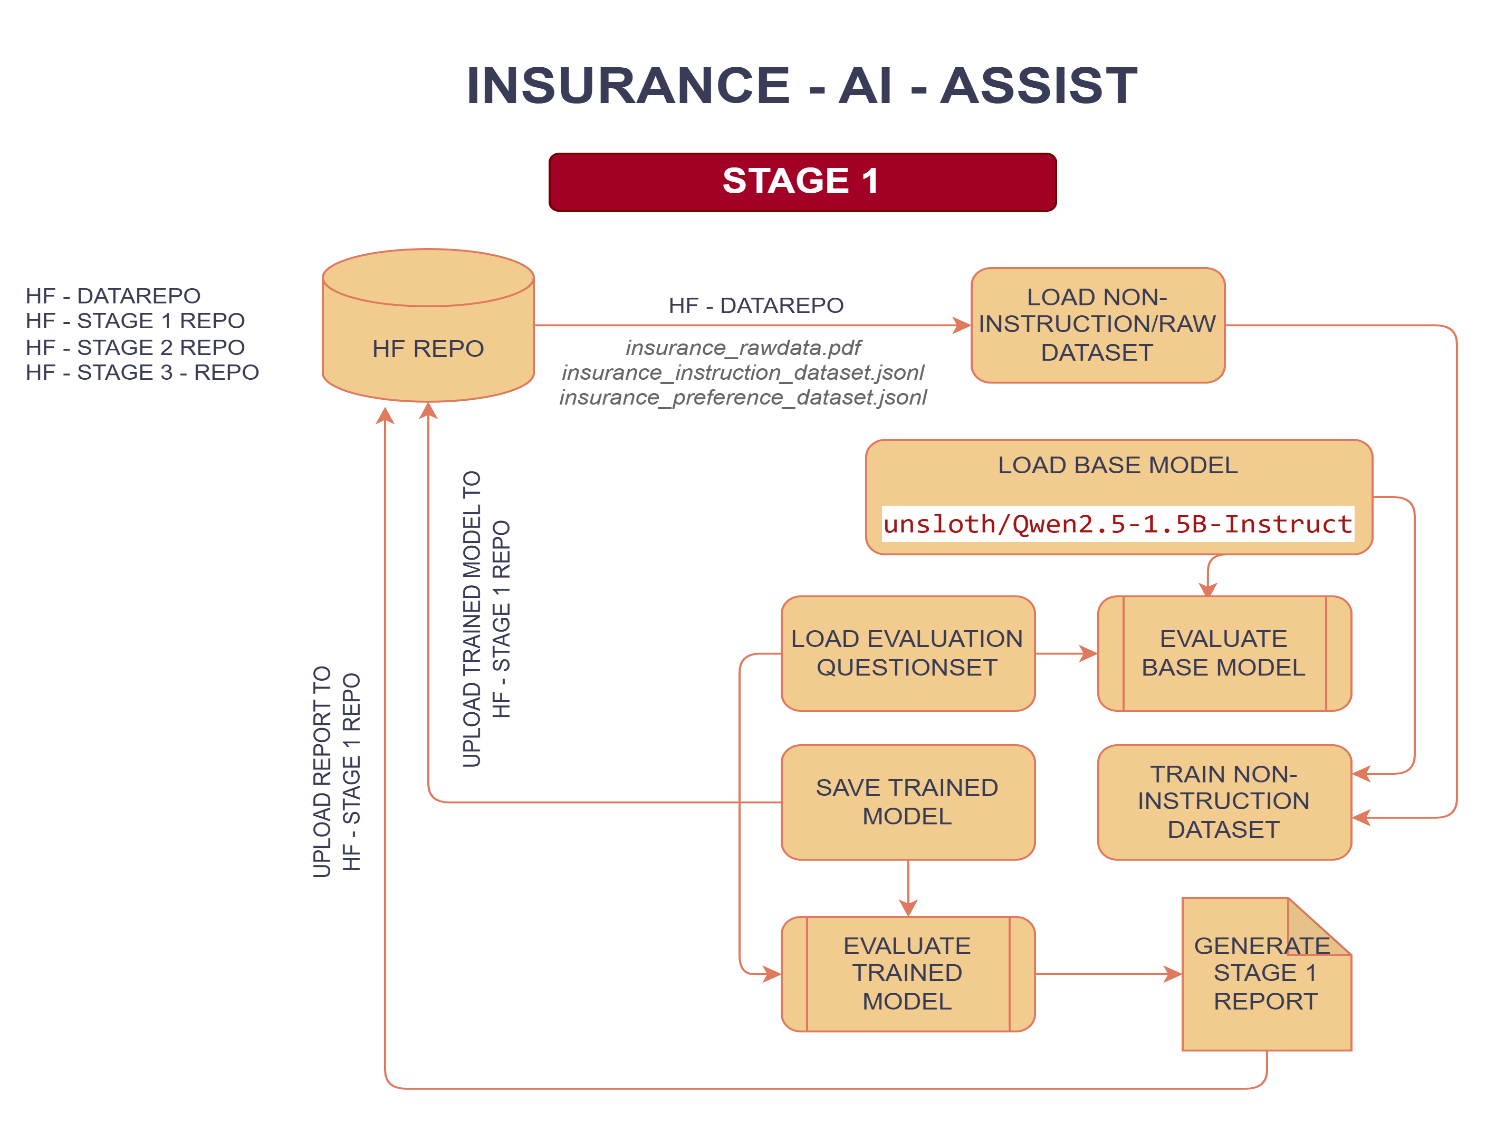 INSURANCE - AI - ASSIST
STAGE 1
HF - DATAREPO
HF - STAGE 1 REPO
HF - STAGE 2 REPO
HF - STAGE 3 - REPO
HF REPO
HF - DATAREPO
insurance_rawdata.pdf
insurance_instruction_dataset.jsonl
insurance_preference_dataset.jsonl
LOAD NON-
INSTRUCTION/RAW
DATASET
LOAD BASE MODEL
unsloth/Qwen2.5-1.5B-Instruct
UPLOAD TRAINED MODEL TO
HF - STAGE 1 REPO
UPLOAD REPORT TO
HF - STAGE 1 REPO
LOAD EVALUATION
QUESTIONSET
EVALUATE
BASE MODEL
SAVE TRAINED
MODEL
TRAIN NON-
INSTRUCTION
DATASET
EVALUATE
TRAINED
MODEL
GENERATE
STAGE 1
REPORT